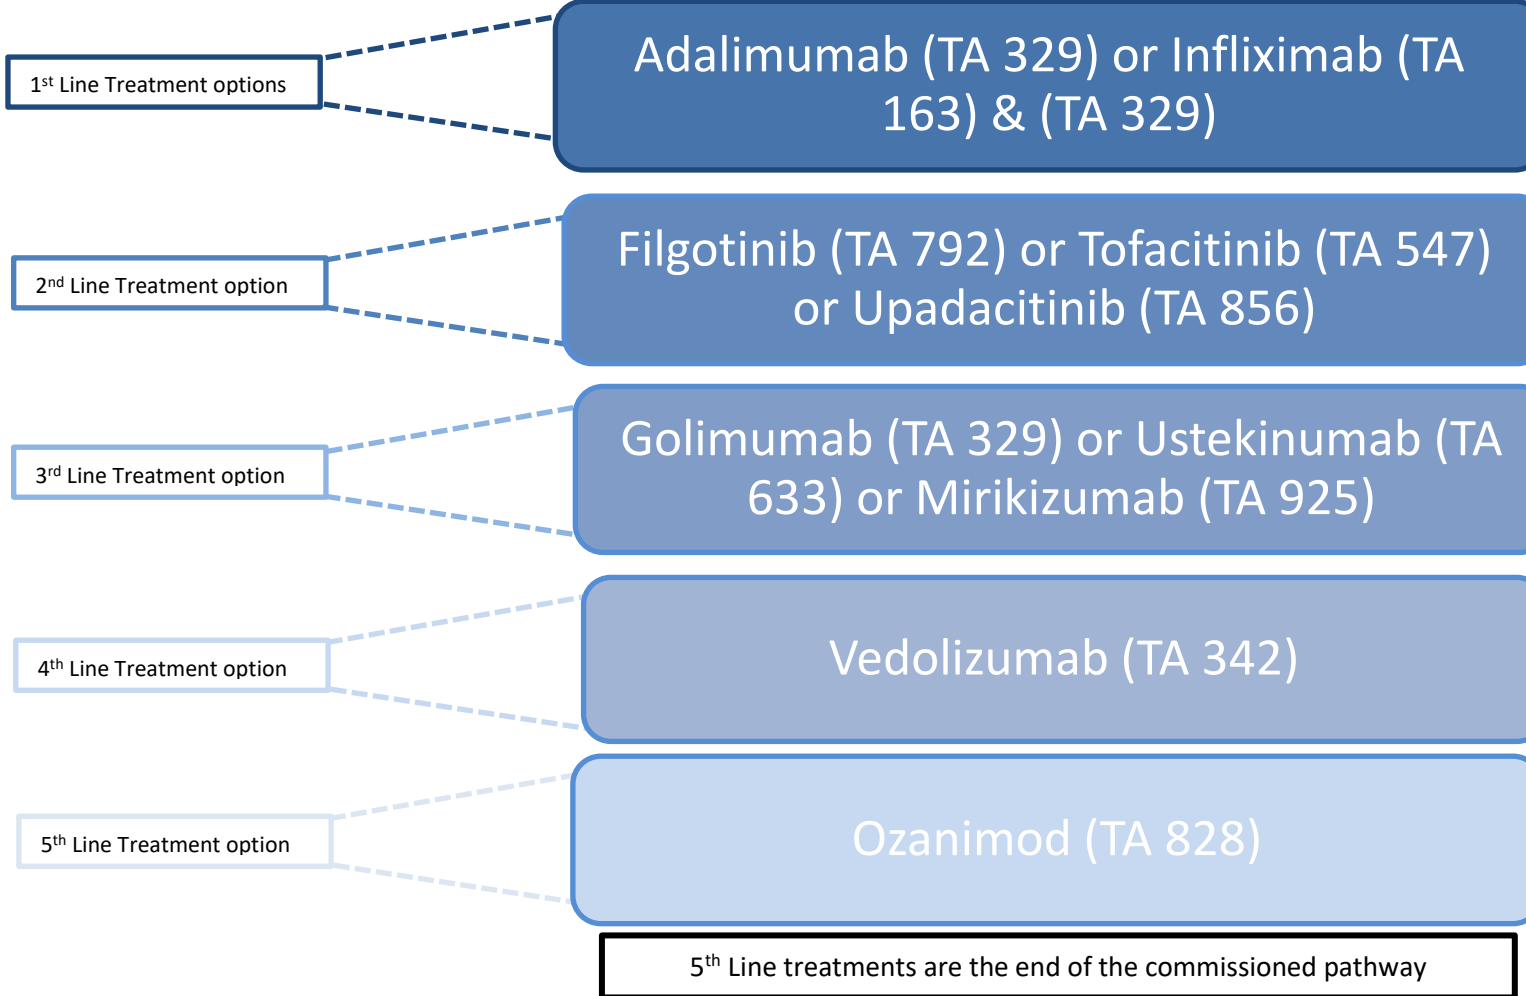 1st Line Treatment options
Adalimumab (TA 329) or Infliximab (TA
163) & (TA 329)
2nd Line Treatment option
Filgotinib (TA 792) or Tofacitinib (TA 547)
or Upadacitinib (TA 856)
3rd Line Treatment option
Golimumab (TA 329) or Ustekinumab (TA
633) or Mirikizumab (TA 925)
4th Line Treatment option
Vedolizumab (TA 342)
5th Line Treatment option
Ozanimod (TA 828)
5th Line treatments are the end of the commissioned pathway